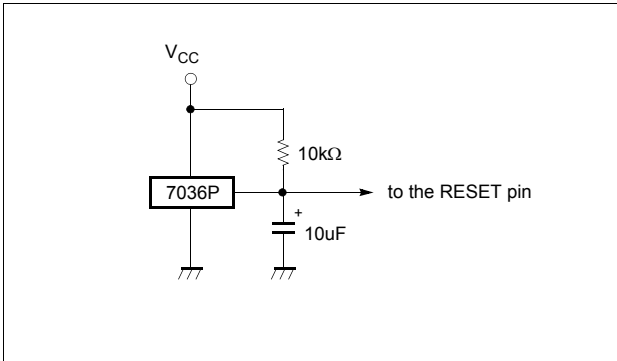 VCC
10kΩ
7036P
to the RESET pin
+
10uF